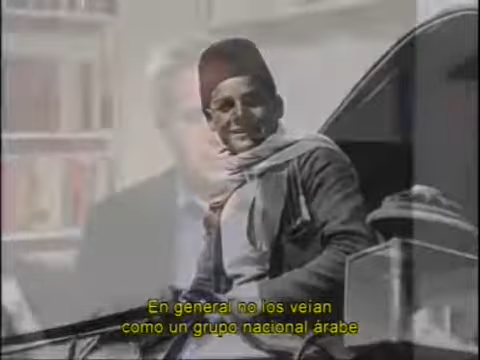 En general no los veían
como un grupo nacional árabe